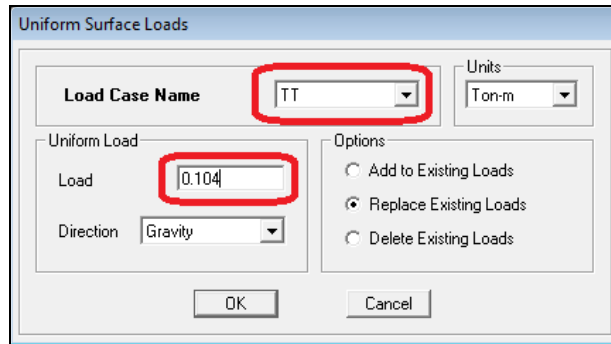 Uniform Surface Loads
Units
Load Case Name TT Ton-m
Uniform Load Options
Load 0.104 Add to Existing Loads
Replace Existing Loads
Direction Gravity Delete Existing Loads
OK Cancel